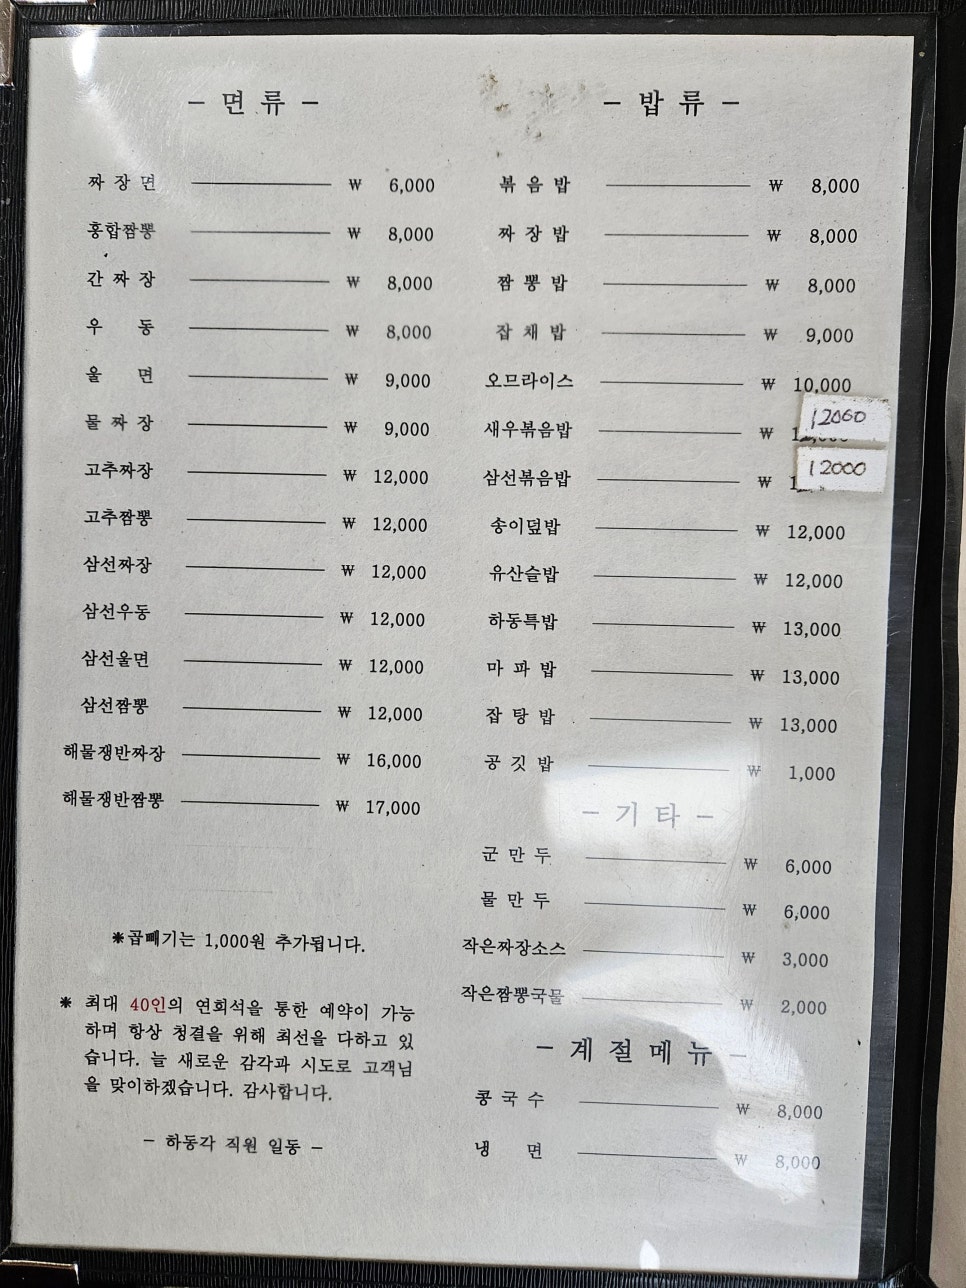 - 면 류 -
짜 장 면 ₩ 6,000
홍합짬뽕 ₩ 8,000
간 짜 장 ₩ 8,000
우 동 ₩ 8,000
울 면 ₩ 9,000
물 짜 장 ₩ 9,000
고추짜장 ₩ 12,000
고추짬뽕 ₩ 12,000
삼선짜장 ₩ 12,000
삼선우동 ₩ 12,000
삼선울면 ₩ 12,000
삼선짬뽕 ₩ 12,000
해물쟁반짜장 ₩ 16,000
해물쟁반짬뽕 ₩ 17,000
※곱빼기는 1,000원 추가됩니다.
※ 최대 40인의 연회석을 통한 예약이 가능
하며 항상 청결을 위해 최선을 다하고 있
습니다. 늘 새로운 감각과 시도로 고객님
을 맞이하겠습니다. 감사합니다.
- 하동각 직원 일동 -
- 밥 류 -
볶 음 밥 ₩ 8,000
짜 장 밥 ₩ 8,000
짬 뽕 밥 ₩ 8,000
잡 채 밥 ₩ 9,000
오므라이스 ₩ 10,000
새우볶음밥 ₩ 12000
삼선볶음밥 ₩ 12000
송이덮밥 ₩ 12,000
유산슬밥 ₩ 12,000
하동특밥 ₩ 13,000
마 파 밥 ₩ 13,000
잡 탕 밥 ₩ 13,000
공 깃 밥 ₩ 1,000
- 기 타 -
군 만 두 ₩ 6,000
물 만 두 ₩ 6,000
작은짜장소스 ₩ 3,000
작은짬뽕국물 ₩ 2,000
- 계 절 메 뉴 -
콩 국 수 ₩ 8,000
냉 면 ₩ 8,000